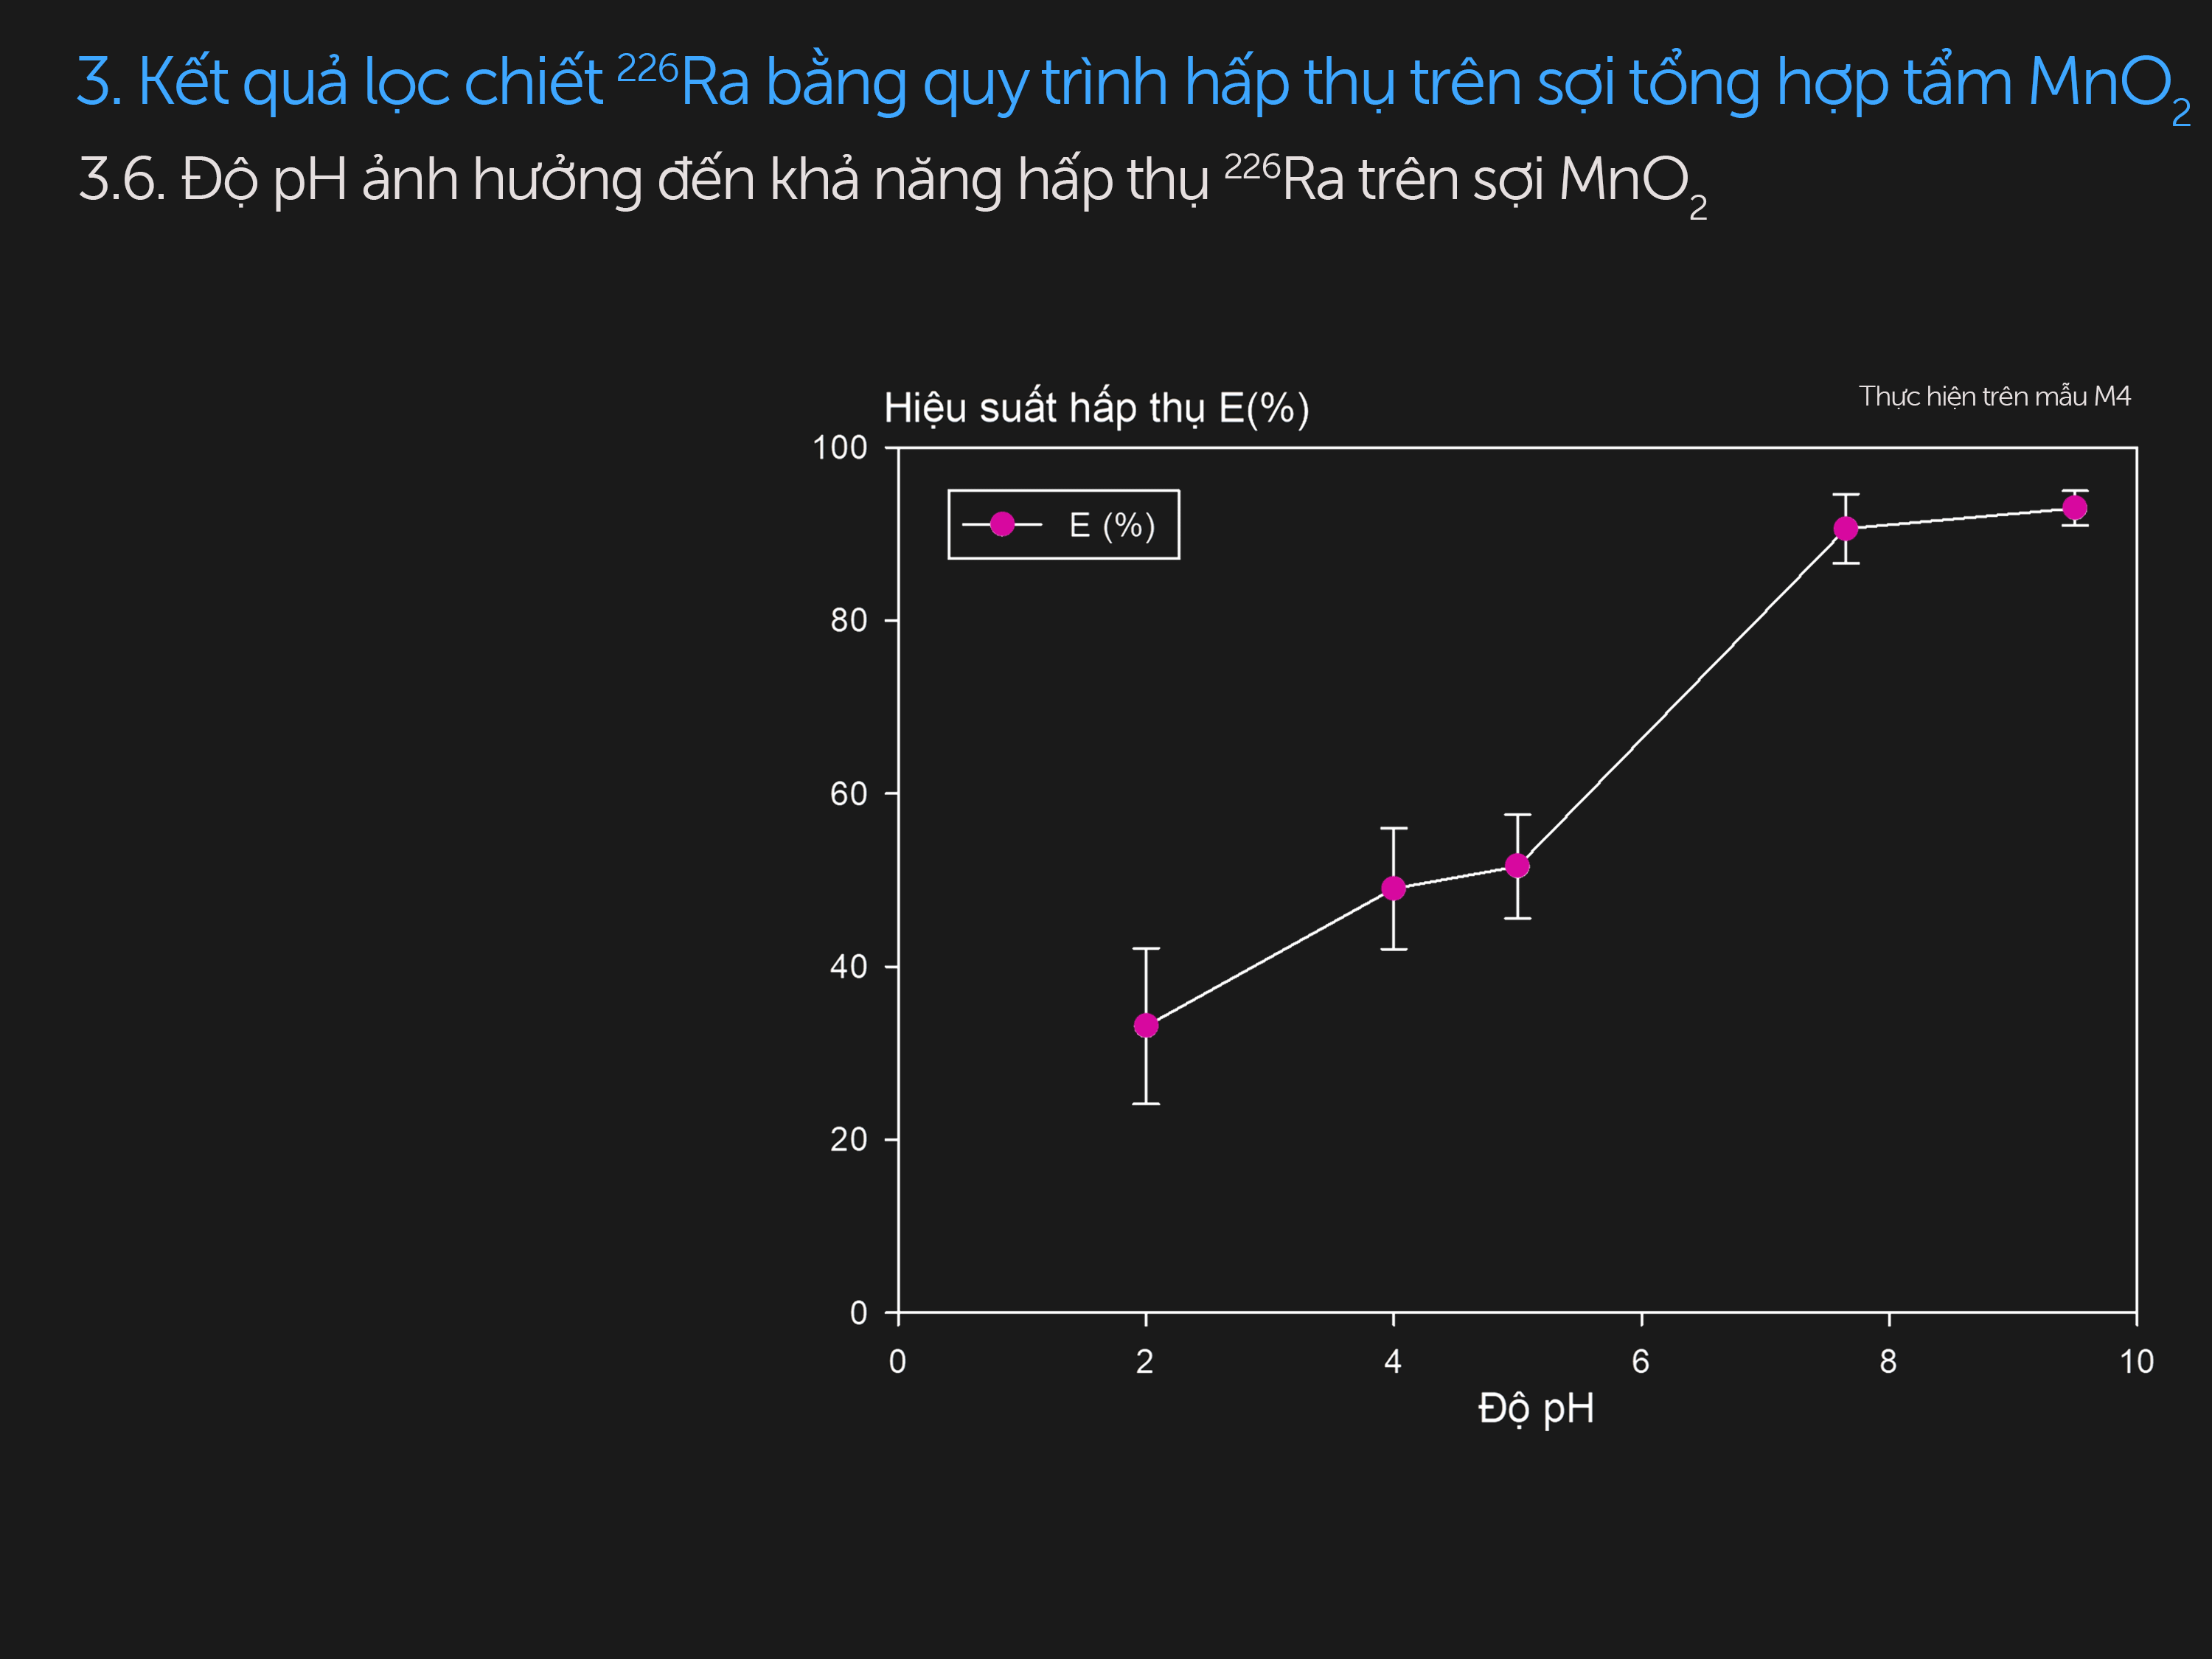 3. Kết quả lọc chiết ²²⁶Ra bằng quy trình hấp thụ trên sợi tổng hợp tẩm MnO₂
3.6. Độ pH ảnh hưởng đến khả năng hấp thụ ²²⁶Ra trên sợi MnO₂
Hiệu suất hấp thụ E(%)
Thực hiện trên mẫu M4
100
E (%)
80
60
40
20
0
0 2 4 6 8 10
Độ pH